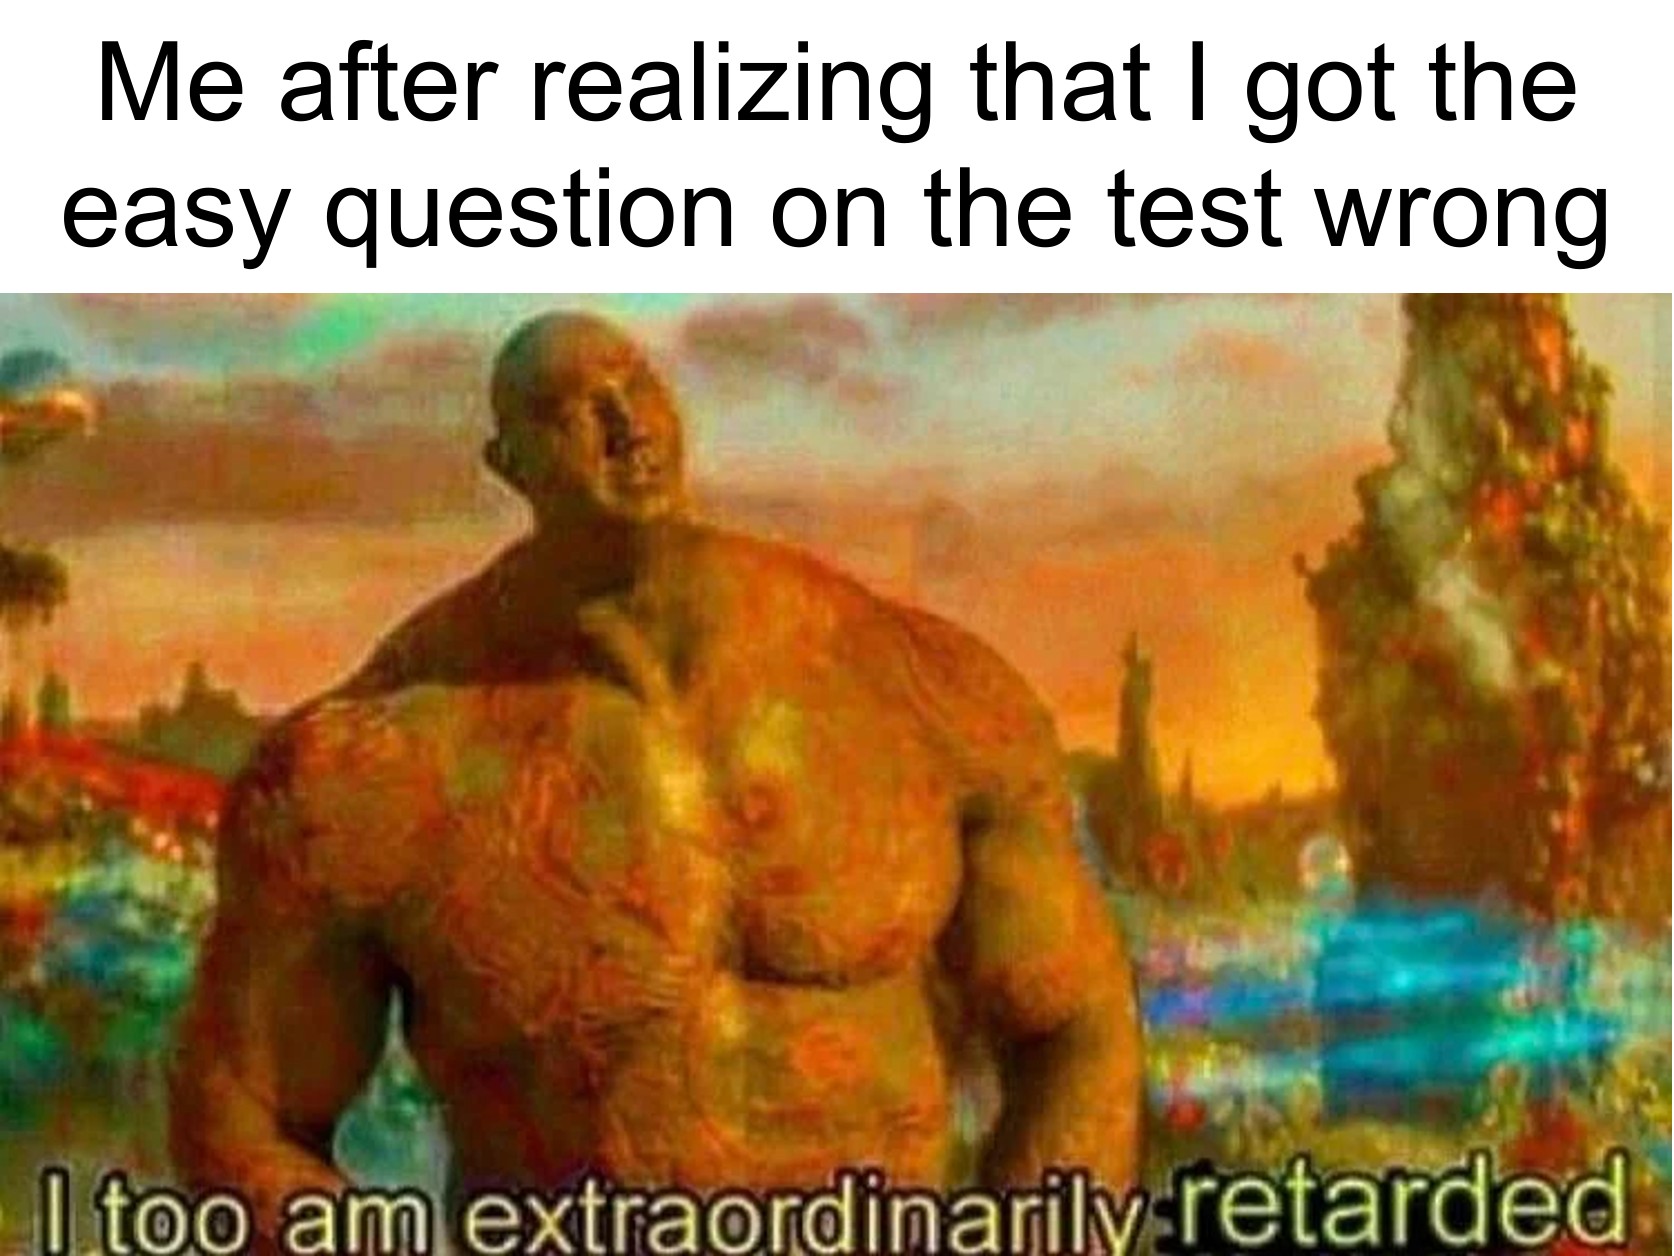 Me after realizing that I got the
easy question on the test wrong
I too am extraordinarily retarded